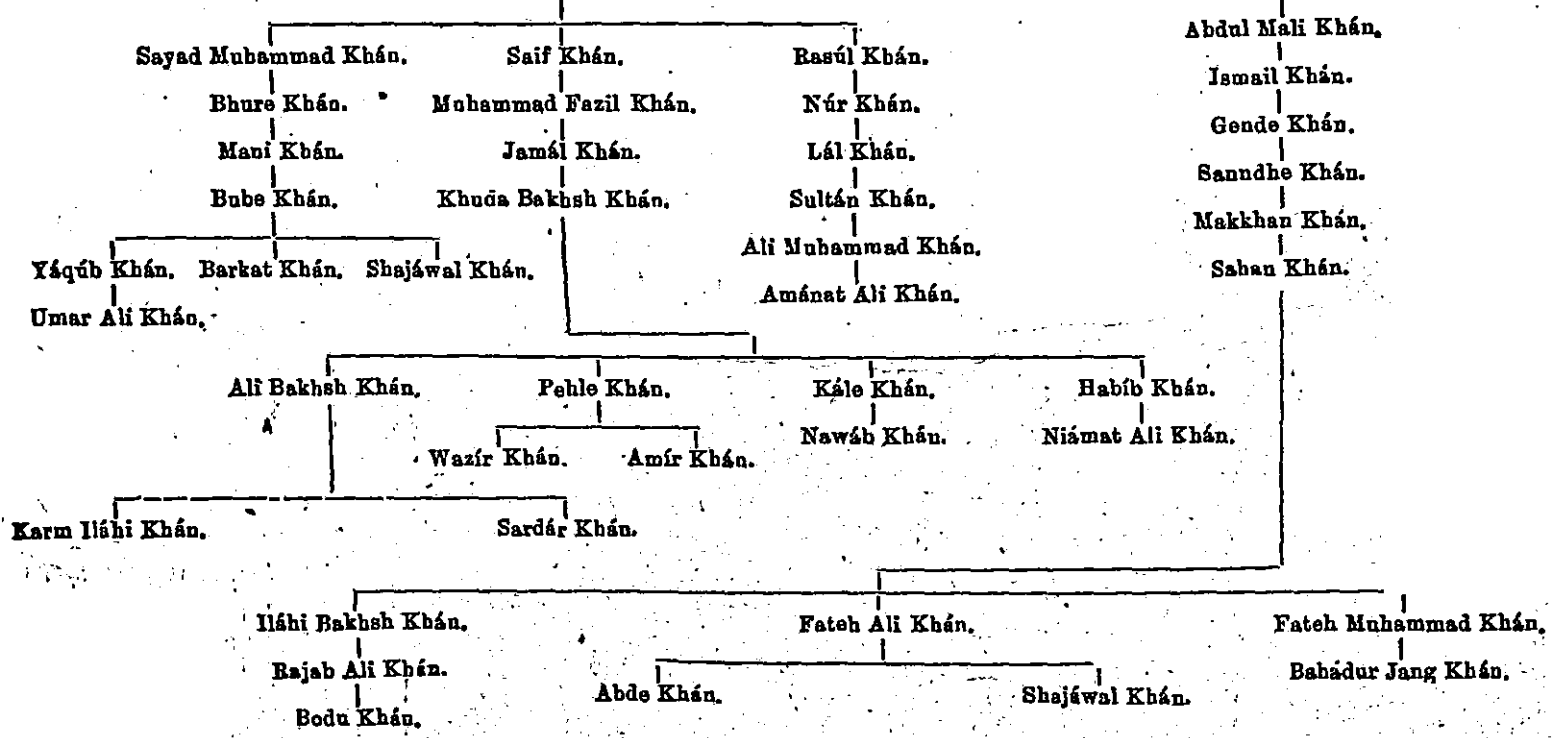 Abdul Mali Khán.
Sayad Muhammad Khán. Saif Khán. Rasúl Khán.
Ismail Khán.
Bhure Khán. Muhammad Fazil Khán. Núr Khán.
Gende Khán.
Mani Khán. Jamál Khán. Lál Khán.
Sanndhe Khán.
Bube Khán. Khuda Bakhsh Khán. Sultán Khán.
Makkhan Khán.
Ali Muhammad Khán.
Yáqúb Khán. Barkat Khán. Shajáwal Khán. Saban Khán.
Amánat Ali Khán.
Umar Ali Khán.
Ali Bakhsh Khán. Pehle Khán. Kále Khán. Habíb Khán.
Nawáb Khán. Niámat Ali Khán.
Wazír Khán. Amír Khán.
Karm Iláhi Khán. Sardár Khán.
Iláhi Bakhsh Khán. Fateh Ali Khán. Fateh Muhammad Khán.
Rajab Ali Khán. Bahádur Jang Khán.
Abde Khán. Shajáwal Khán.
Bodu Khán.